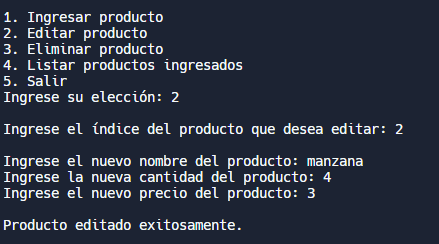 1. Ingresar producto
2. Editar producto
3. Eliminar producto
4. Listar productos ingresados
5. Salir
Ingrese su elección: 2
Ingrese el índice del producto que desea editar: 2
Ingrese el nuevo nombre del producto: manzana
Ingrese la nueva cantidad del producto: 4
Ingrese el nuevo precio del producto: 3
Producto editado exitosamente.